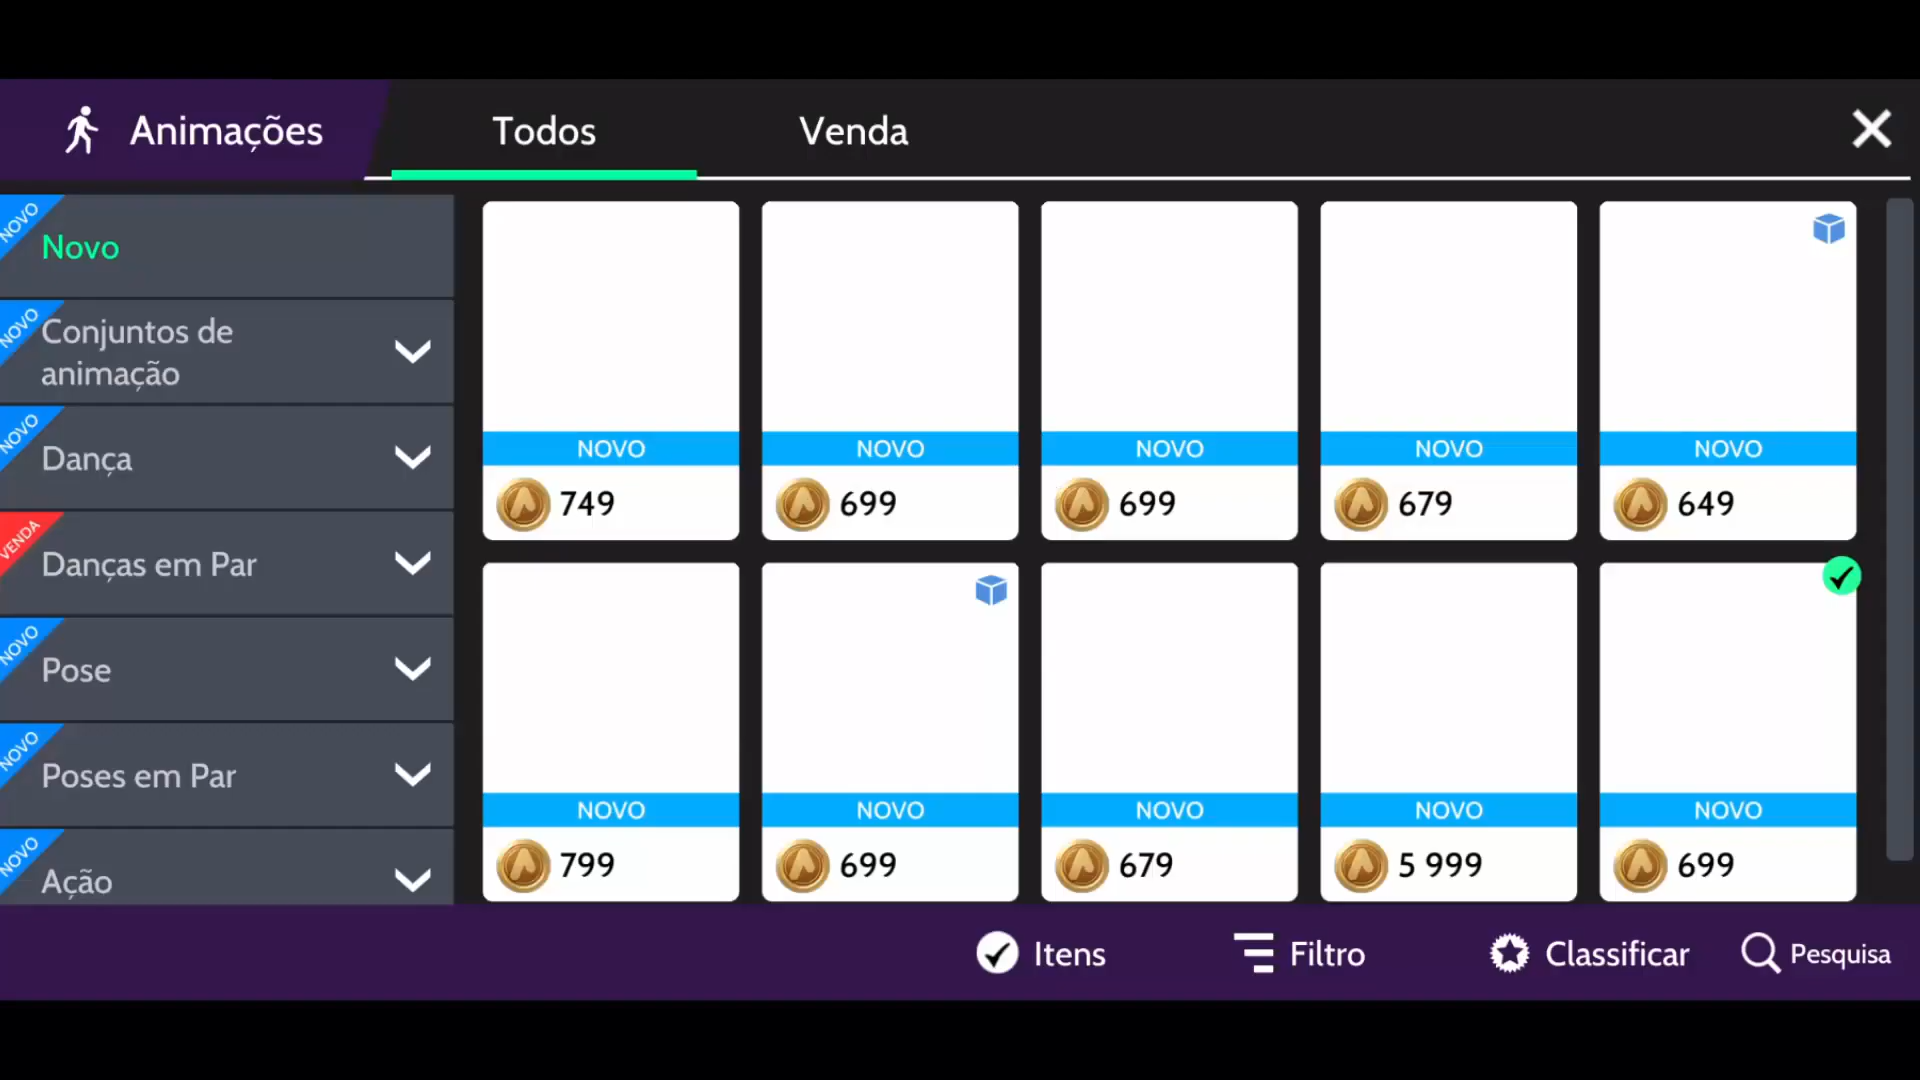 Animações
Todos
Venda
NOVO
Novo
NOVO
Conjuntos de
animação
NOVO
Dança
VENDA
Danças em Par
NOVO
Pose
NOVO
Poses em Par
NOVO
Ação
NOVO
NOVO
NOVO
NOVO
NOVO
749
699
699
679
649
NOVO
NOVO
NOVO
NOVO
NOVO
799
699
679
5 999
699
Itens
Filtro
Classificar
Pesquisa